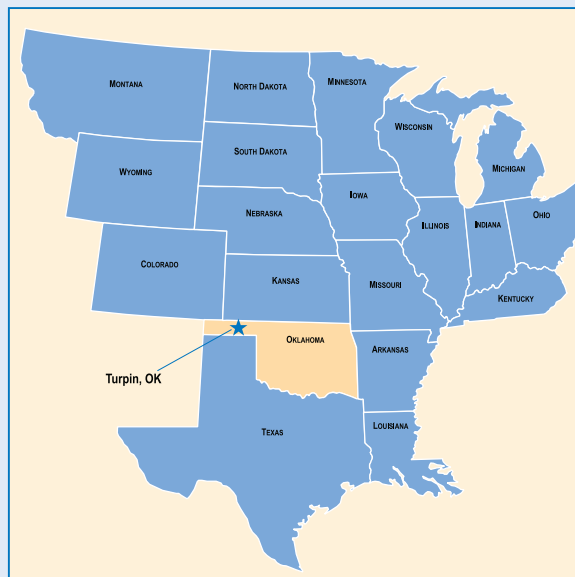 MONTANA
NORTH DAKOTA
MINNESOTA
WISCONSIN
SOUTH DAKOTA
MICHIGAN
WYOMING
IOWA
NEBRASKA
OHIO
ILLINOIS
INDIANA
COLORADO
KANSAS
MISSOURI
KENTUCKY
OKLAHOMA
ARKANSAS
Turpin, OK
LOUISIANA
TEXAS